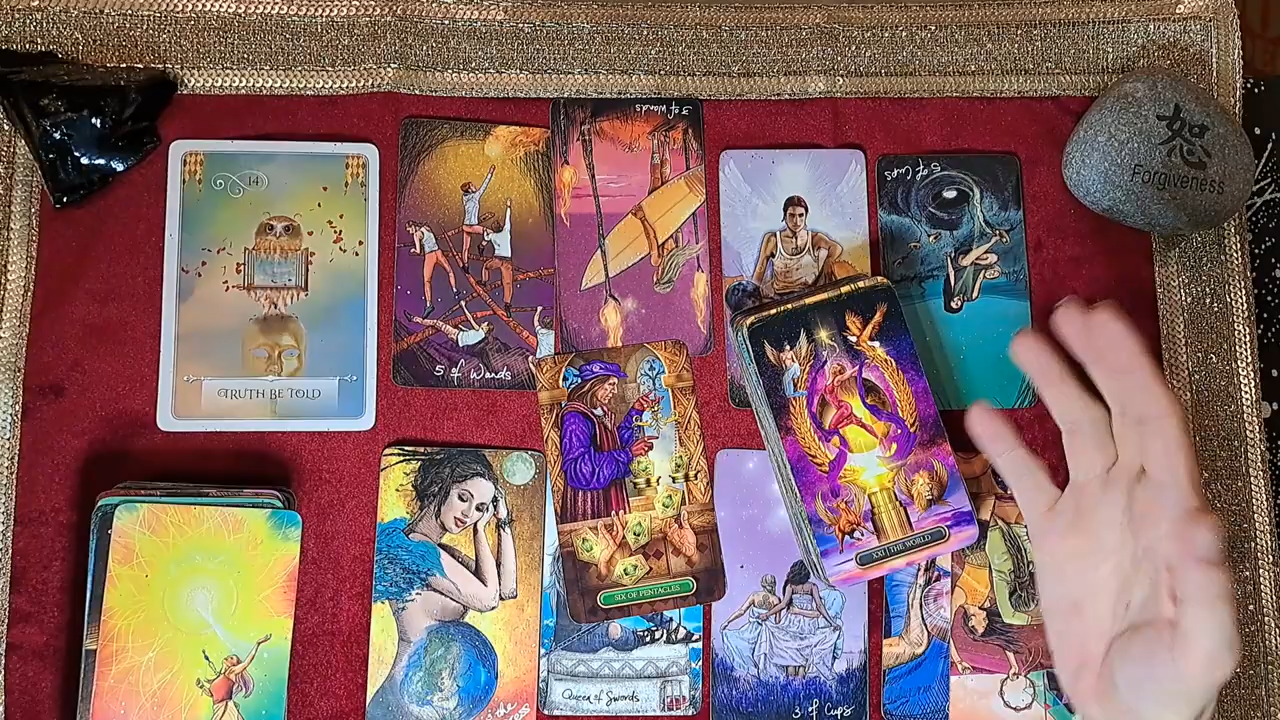 14
TRUTH BE TOLD
5 of Wands
3 of Wands
5 of Cups
恕
Forgiveness
SIX OF PENTACLES
XXI THE WORLD
Queen of Swords
3 of Cups